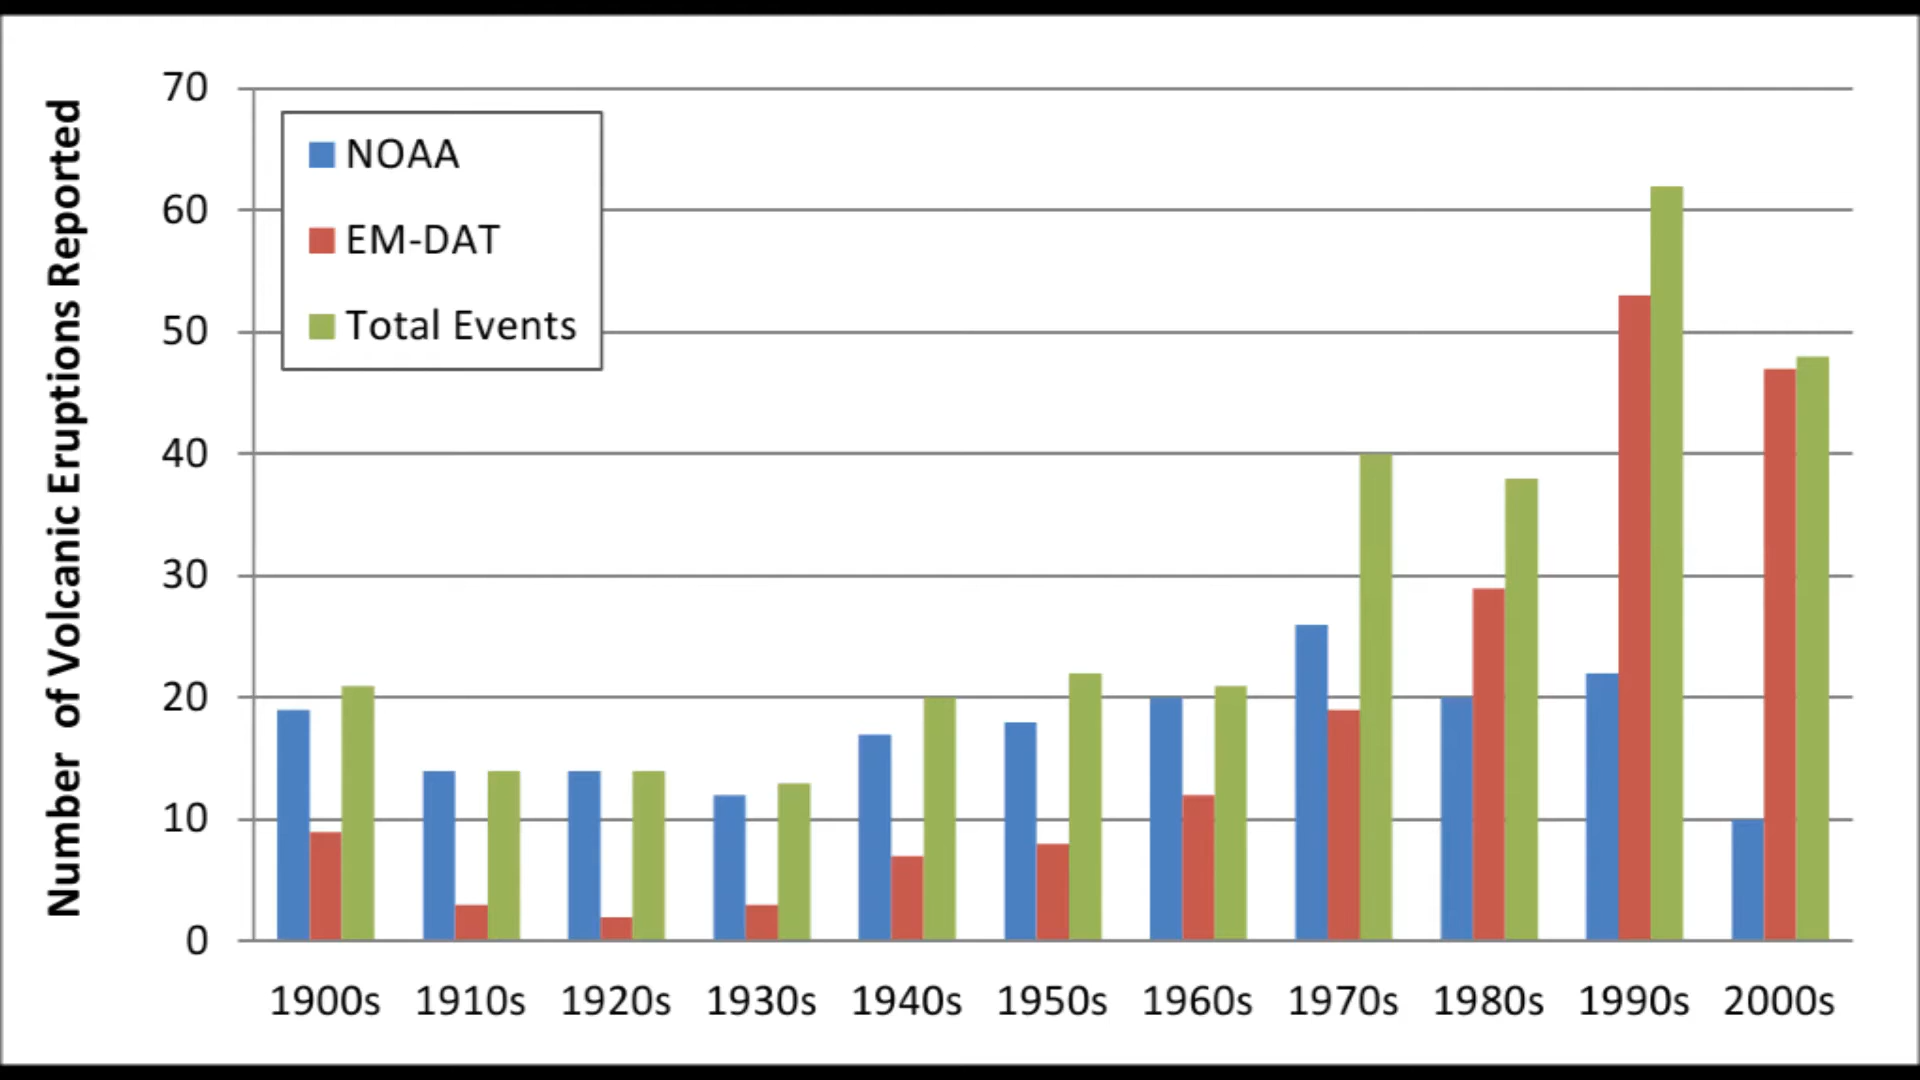 Number of Volcanic Eruptions Reported
70
60
50
40
30
20
10
0
NOAA
EM-DAT
Total Events
1900s 1910s 1920s 1930s 1940s 1950s 1960s 1970s 1980s 1990s 2000s